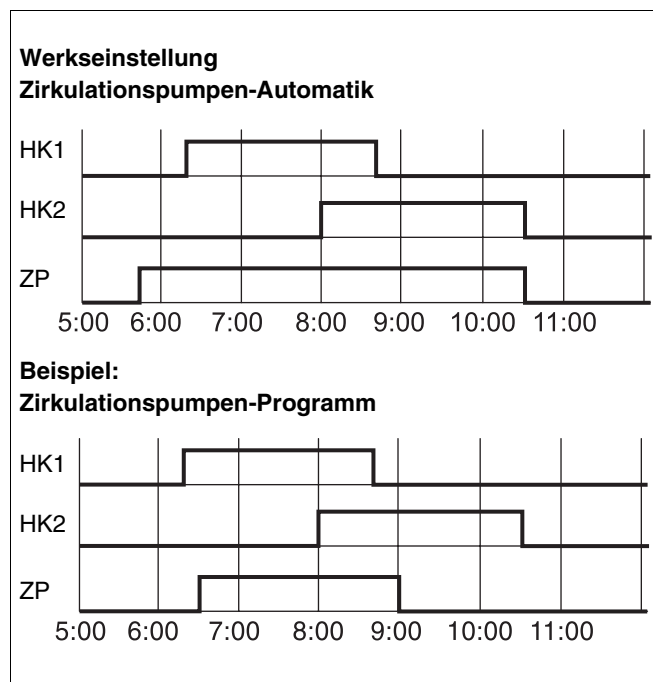 Werkseinstellung
Zirkulationspumpen-Automatik
HK1
HK2
ZP
5:00 6:00 7:00 8:00 9:00 10:00 11:00
Beispiel:
Zirkulationspumpen-Programm
HK1
HK2
ZP
5:00 6:00 7:00 8:00 9:00 10:00 11:00